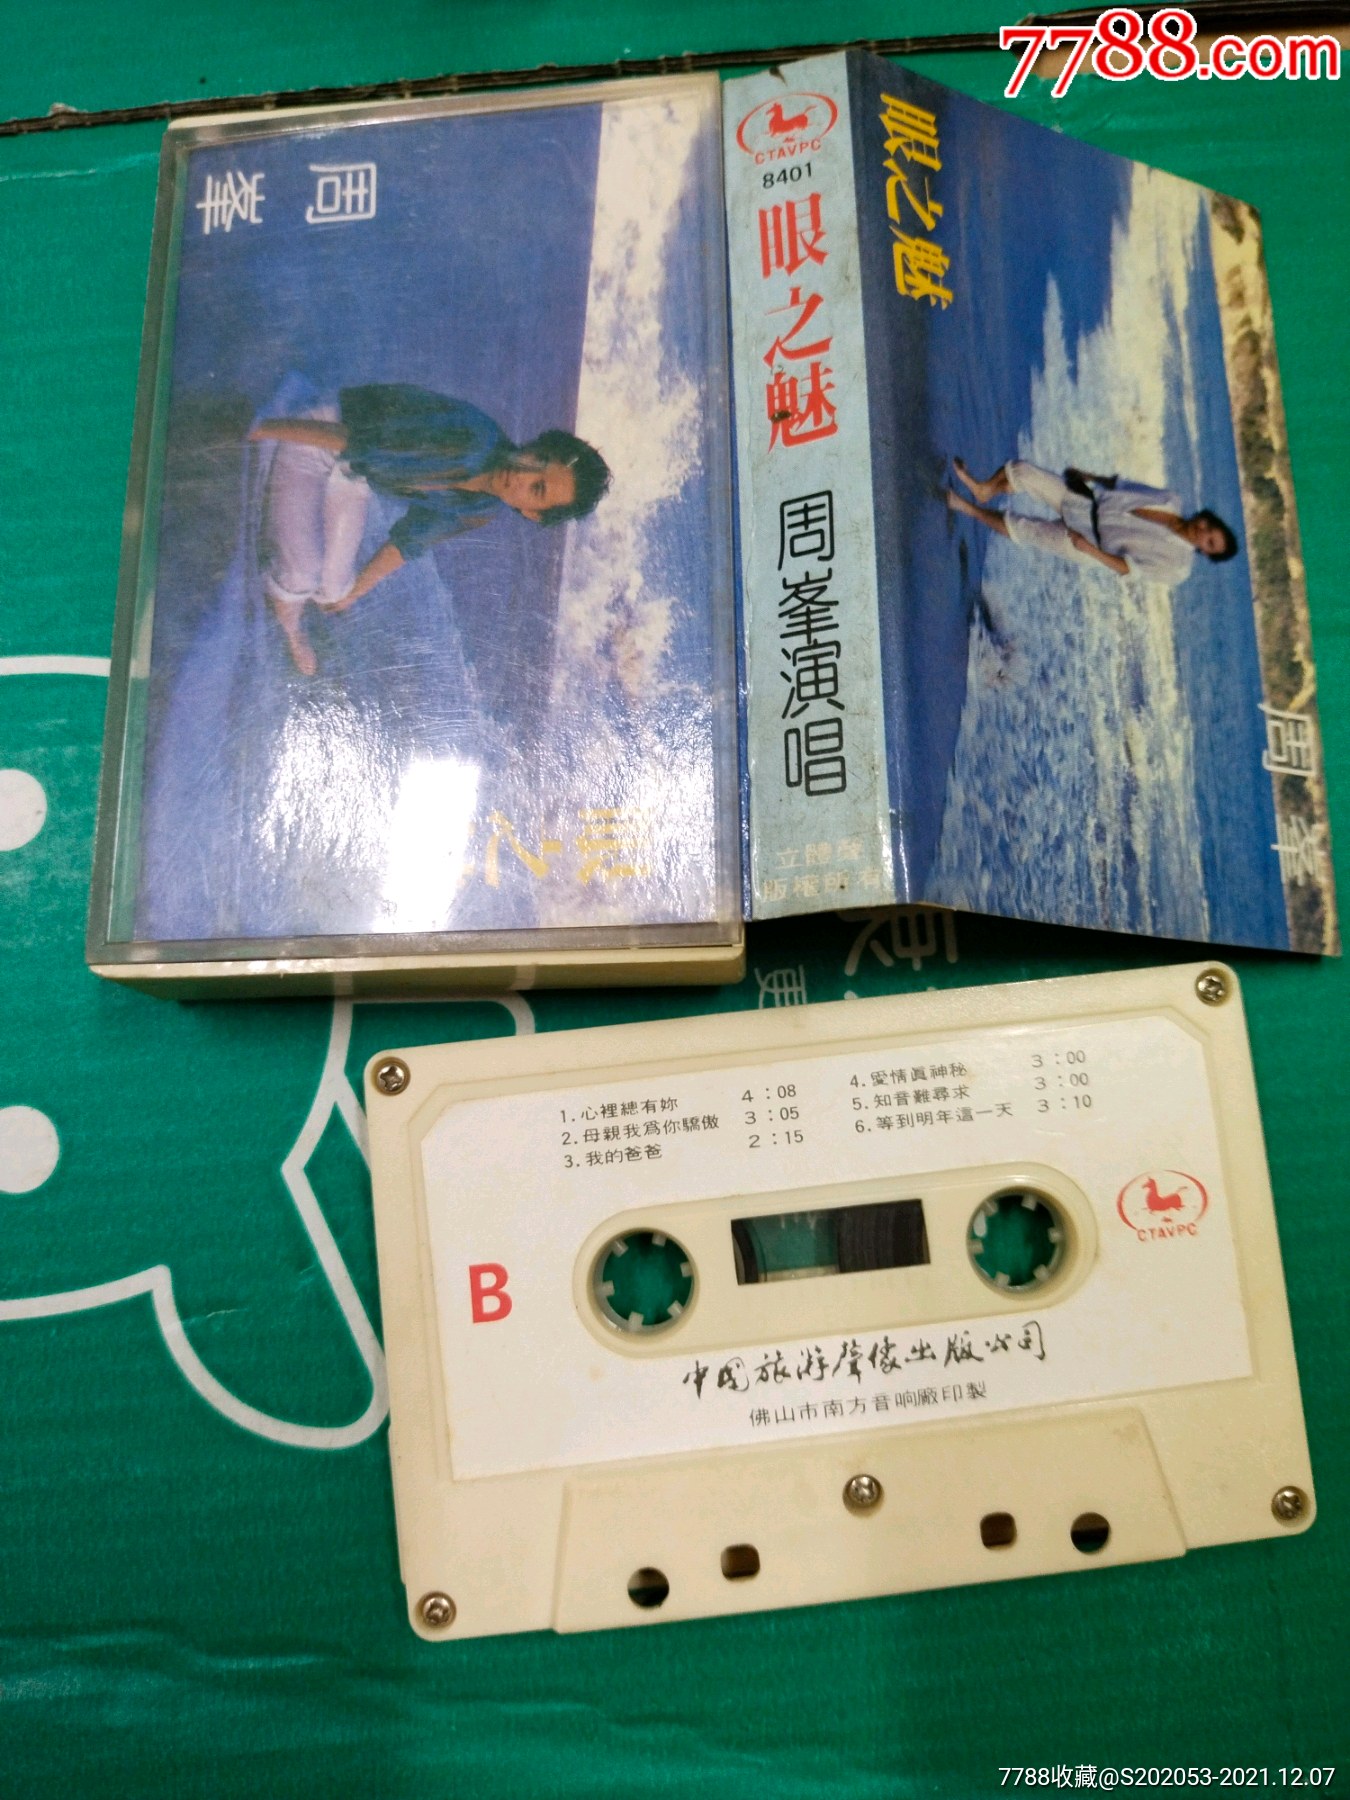 7788.com
周峯
眼之
CTAVPC
8401
眼之魅
周峯演唱
立體聲
版權所有
眼之魅
周峯
1.心裡總有妳 4：08
2.母親我爲你驕傲 3：05
3.我的爸爸 2：15
4.愛情眞神秘 3：00
5.知音難尋求 3：00
6.等到明年這一天 3：10
B
CTAVPC
中国旅游聲像出版公司
佛山市南方音响廠印製
7788收藏@S202053-2021.12.07